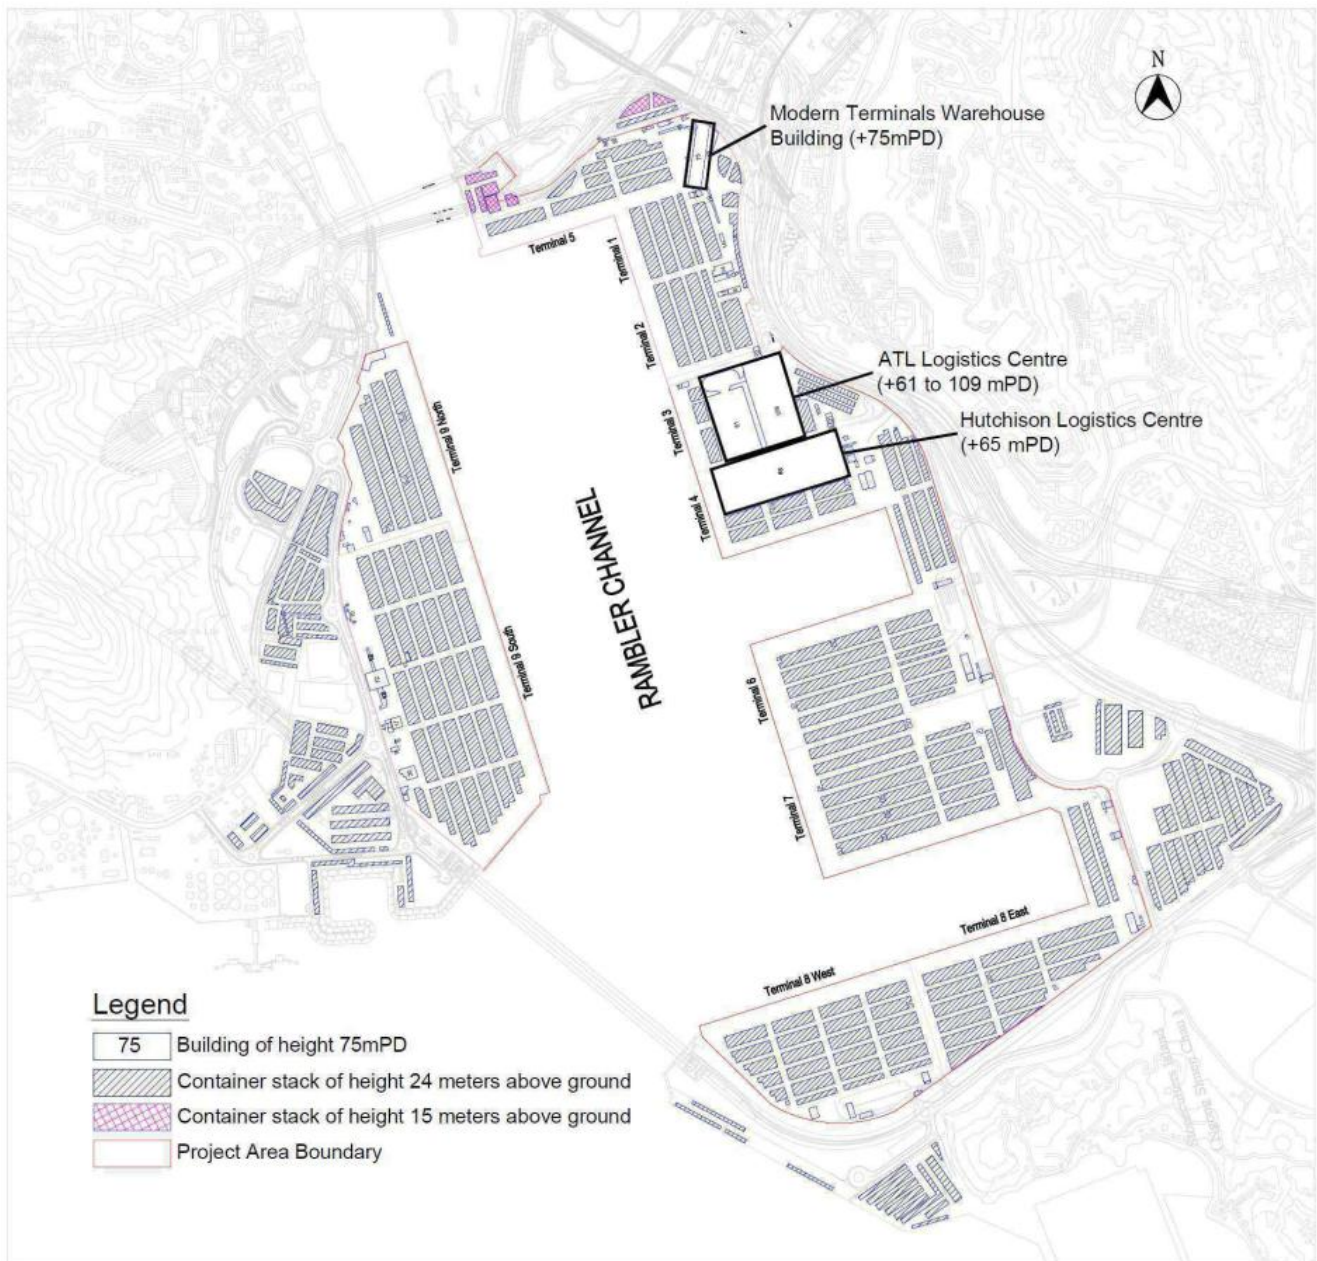 N
Modern Terminals Warehouse
Building (+75mPD)
Terminal 5
Terminal 1
Terminal 2
ATL Logistics Centre
(+61 to 109 mPD)
Terminal 3
Hutchison Logistics Centre
(+65 mPD)
Terminal 9 North
Terminal 4
RAMBLER CHANNEL
Terminal 9 South
Terminal 6
Terminal 7
Terminal 8 East
Terminal 8 West
Legend
75 Building of height 75mPD
Container stack of height 24 meters above ground
Container stack of height 15 meters above ground
Project Area Boundary